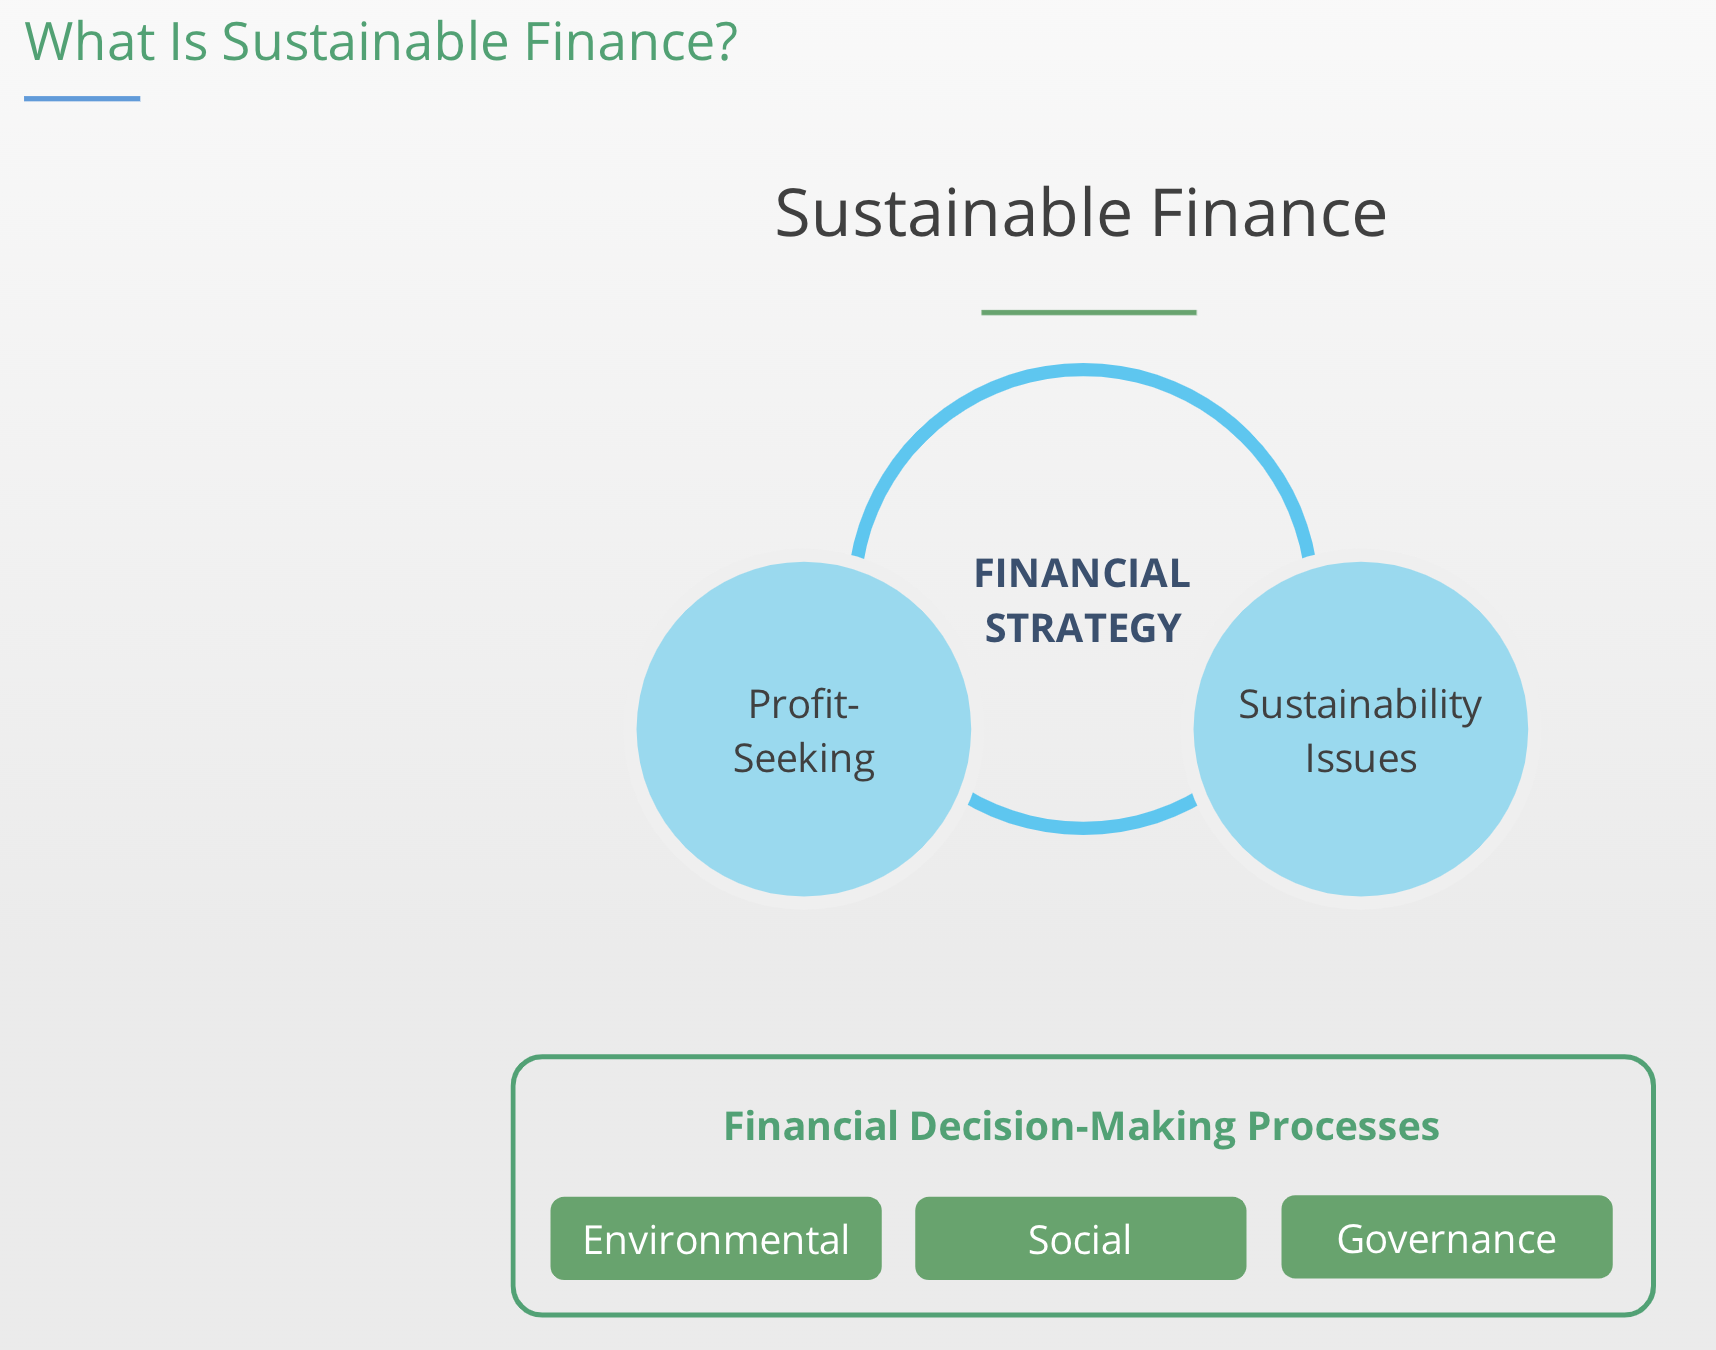 What Is Sustainable Finance?
Sustainable Finance
FINANCIAL
STRATEGY
Profit-
Seeking
Sustainability
Issues
Financial Decision-Making Processes
Environmental
Social
Governance